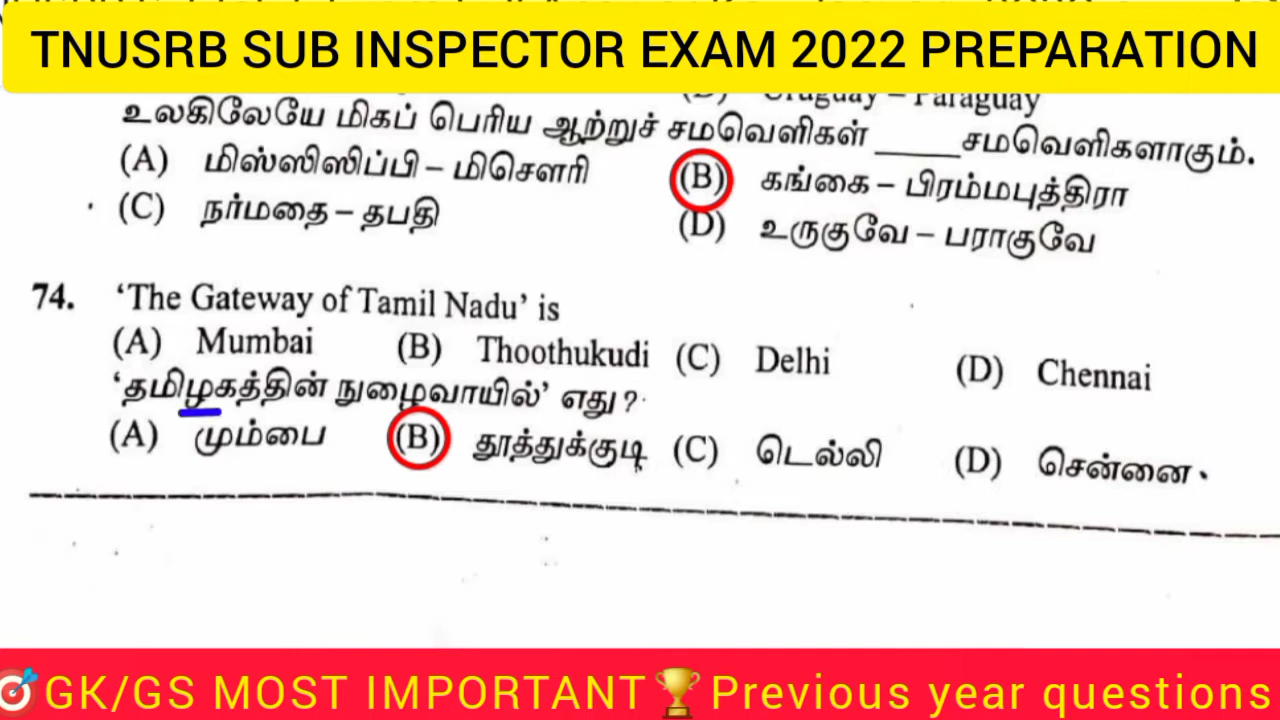 TNUSRB SUB INSPECTOR EXAM 2022 PREPARATION
(D) Uruguay – Paraguay
உலகிலேயே மிகப் பெரிய ஆற்றுச் சமவெளிகள் _____சமவெளிகளாகும்.
(A) மிஸ்ஸிஸிப்பி – மிசௌரி (B) கங்கை – பிரம்மபுத்திரா
(C) நர்மதை – தபதி (D) உருகுவே – பராகுவே
74. ‘The Gateway of Tamil Nadu’ is
(A) Mumbai (B) Thoothukudi (C) Delhi (D) Chennai
‘தமிழகத்தின் நுழைவாயில்’ எது ?
(A) மும்பை (B) தூத்துக்குடி (C) டெல்லி (D) சென்னை
🎯GK/GS MOST IMPORTANT🏆Previous year questions